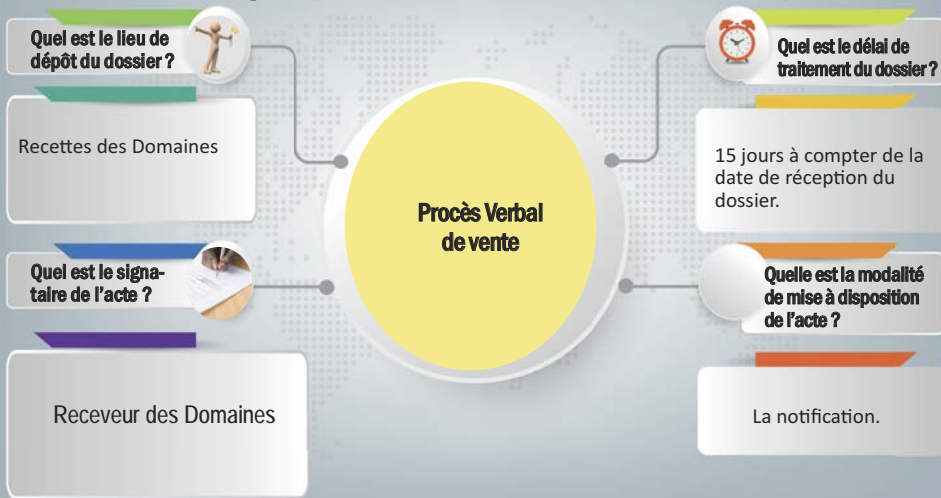 Quel est le lieu de
dépôt du dossier ?
Recettes des Domaines
Quel est le signa-
taire de l'acte ?
Receveur des Domaines
Procès Verbal
de vente
Quel est le délai de
traitement du dossier ?
15 jours à compter de la
date de réception du
dossier.
Quelle est la modalité
de mise à disposition
de l'acte ?
La notification.